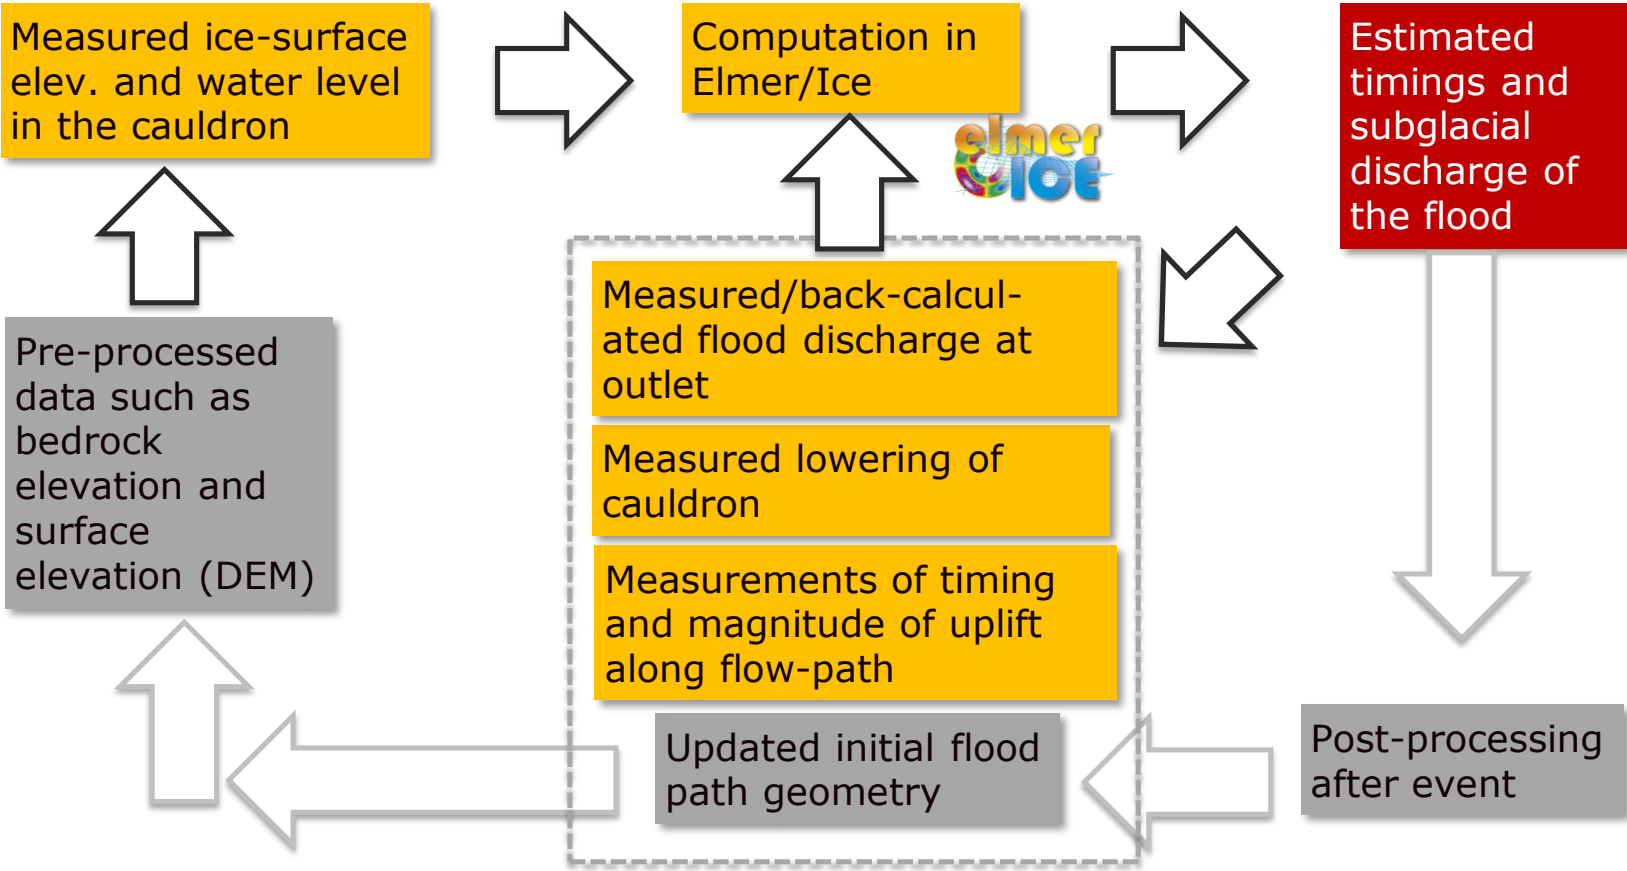 Measured ice-surface
elev. and water level
in the cauldron
Computation in
Elmer/Ice
elmer
ICE
Estimated
timings and
subglacial
discharge of
the flood
Measured/back-calcul-
ated flood discharge at
outlet
Measured lowering of
cauldron
Measurements of timing
and magnitude of uplift
along flow-path
Updated initial flood
path geometry
Pre-processed
data such as
bedrock
elevation and
surface
elevation (DEM)
Post-processing
after event